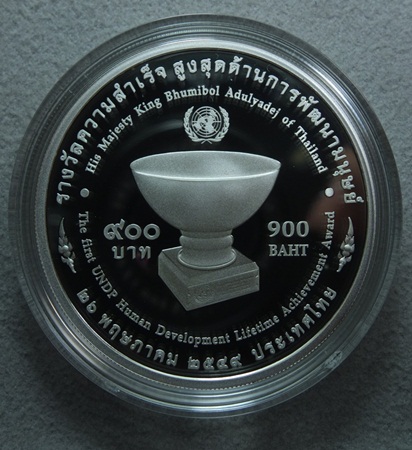 รางวัลความสำเร็จ สูงสุดด้านการพัฒนามนุษย์
His Majesty King Bhumibol Adulyadej of Thailand
๙๐๐
บาท
900
BAHT
The first UNDP Human Development Lifetime Achievement Award
๒๖ พฤษภาคม ๒๕๔๙ ประเทศไทย